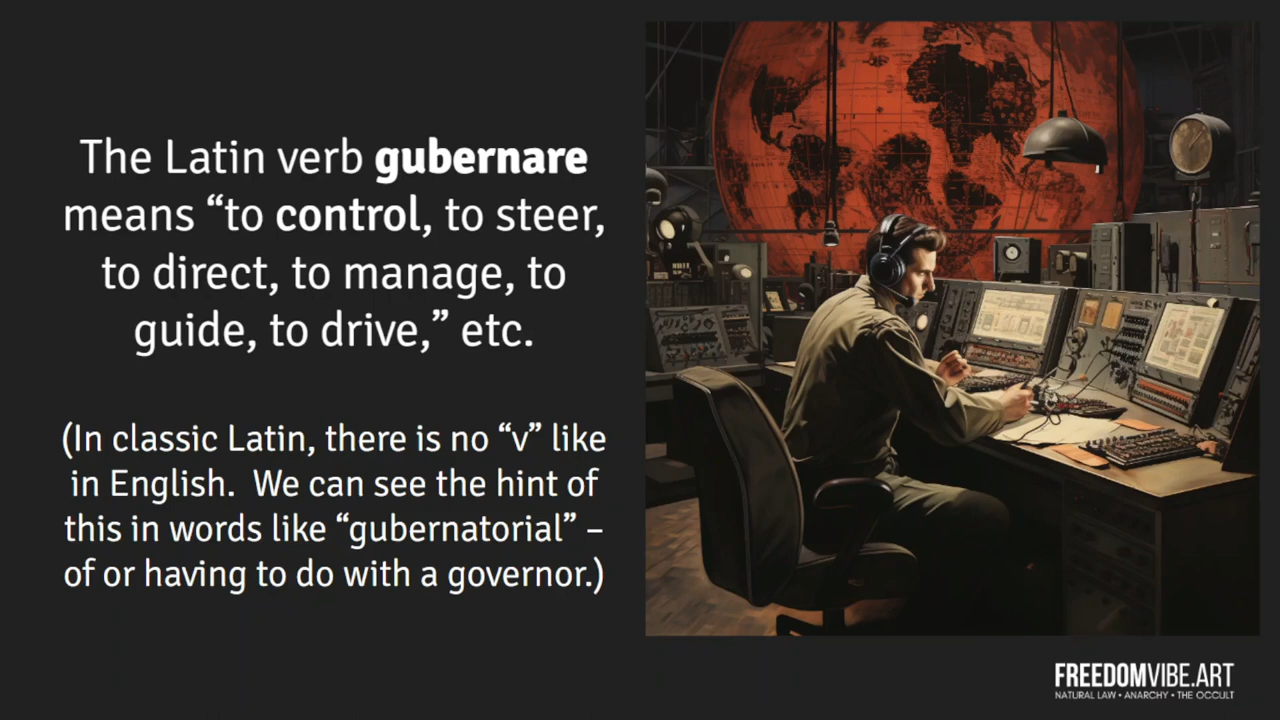 The Latin verb gubernare
means “to control, to steer,
to direct, to manage, to
guide, to drive,” etc.
(In classic Latin, there is no “v” like
in English.  We can see the hint of
this in words like “gubernatorial” –
of or having to do with a governor.)
FREEDOMVIBE.ART
NATURAL LAW • ANARCHY • THE OCCULT